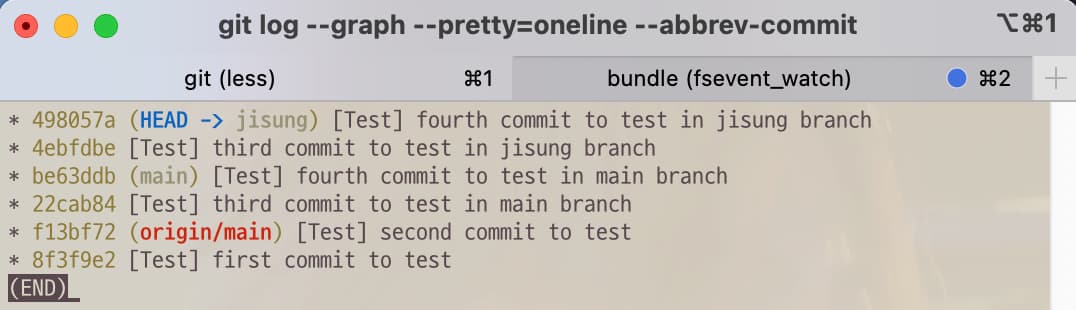 git log --graph --pretty=oneline --abbrev-commit ⌥⌘1
git (less) ⌘1 bundle (fsevent_watch) ⌘2
* 498057a (HEAD -> jisung) [Test] fourth commit to test in jisung branch
* 4ebfdbe [Test] third commit to test in jisung branch
* be63ddb (main) [Test] fourth commit to test in main branch
* 22cab84 [Test] third commit to test in main branch
* f13bf72 (origin/main) [Test] second commit to test
* 8f3f9e2 [Test] first commit to test
(END)